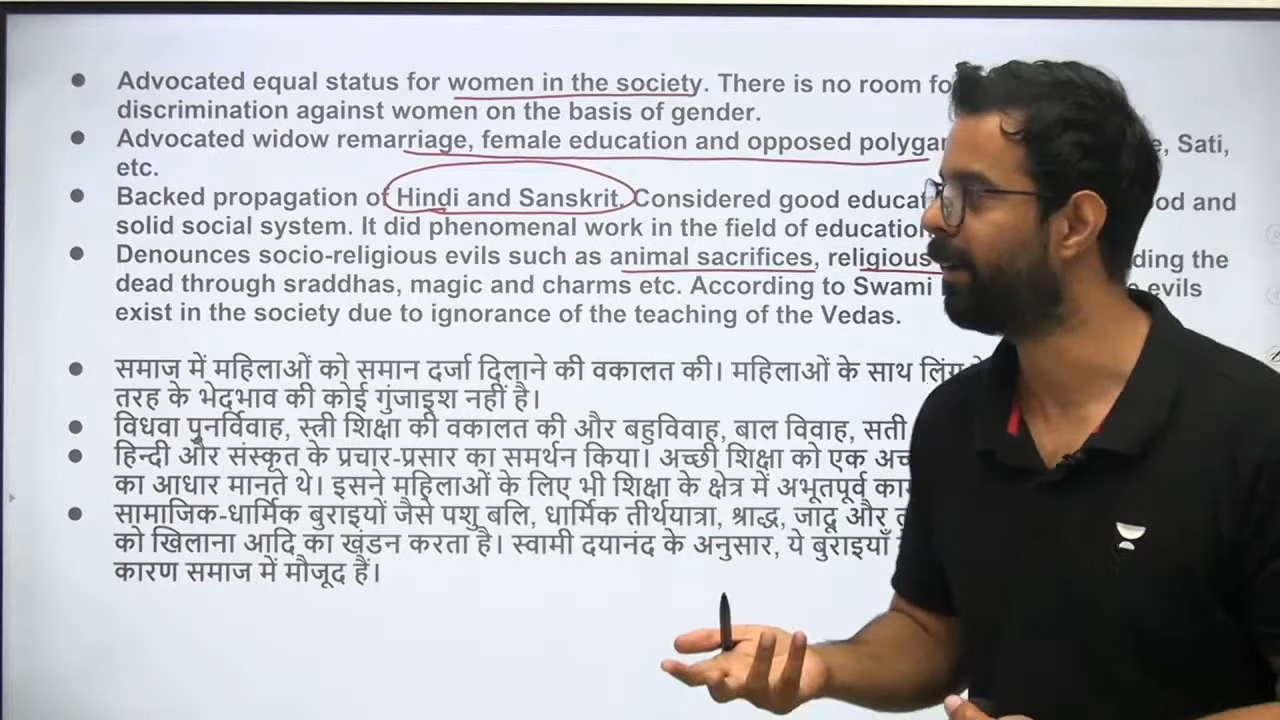 Advocated equal status for women in the society. There is no room
discrimination against women on the basis of gender.
Advocated widow remarriage, female education and opposed Sati,
etc.
Backed propagation of Hindi and Sanskrit. Considered good and
solid social system. It did phenomenal work in the field of education
Denounces socio-religious evils such as animal sacrifices, religious the
dead through sraddhas, magic and charms etc. According to Swami evils
exist in the society due to ignorance of the teaching of the Vedas.
समाज में महिलाओं को समान दर्जा दिलाने की वकालत की। महिलाओं के साथ
तरह के भेदभाव की कोई गुंजाइश नहीं है।
विधवा पुनर्विवाह, स्त्री शिक्षा की वकालत की और बहुविवाह, बाल विवाह, सती
हिन्दी और संस्कृत के प्रचार-प्रसार का समर्थन किया। अच्छी शिक्षा को एक
का आधार मानते थे। इसने महिलाओं के लिए भी शिक्षा के क्षेत्र में अभूतपूर्व
सामाजिक-धार्मिक बुराइयों जैसे पशु बलि, धार्मिक तीर्थयात्रा, श्राद्ध, जादू और
को खिलाना आदि का खंडन करता है। स्वामी दयानंद के अनुसार, ये बुराइयाँ
कारण समाज में मौजूद हैं।